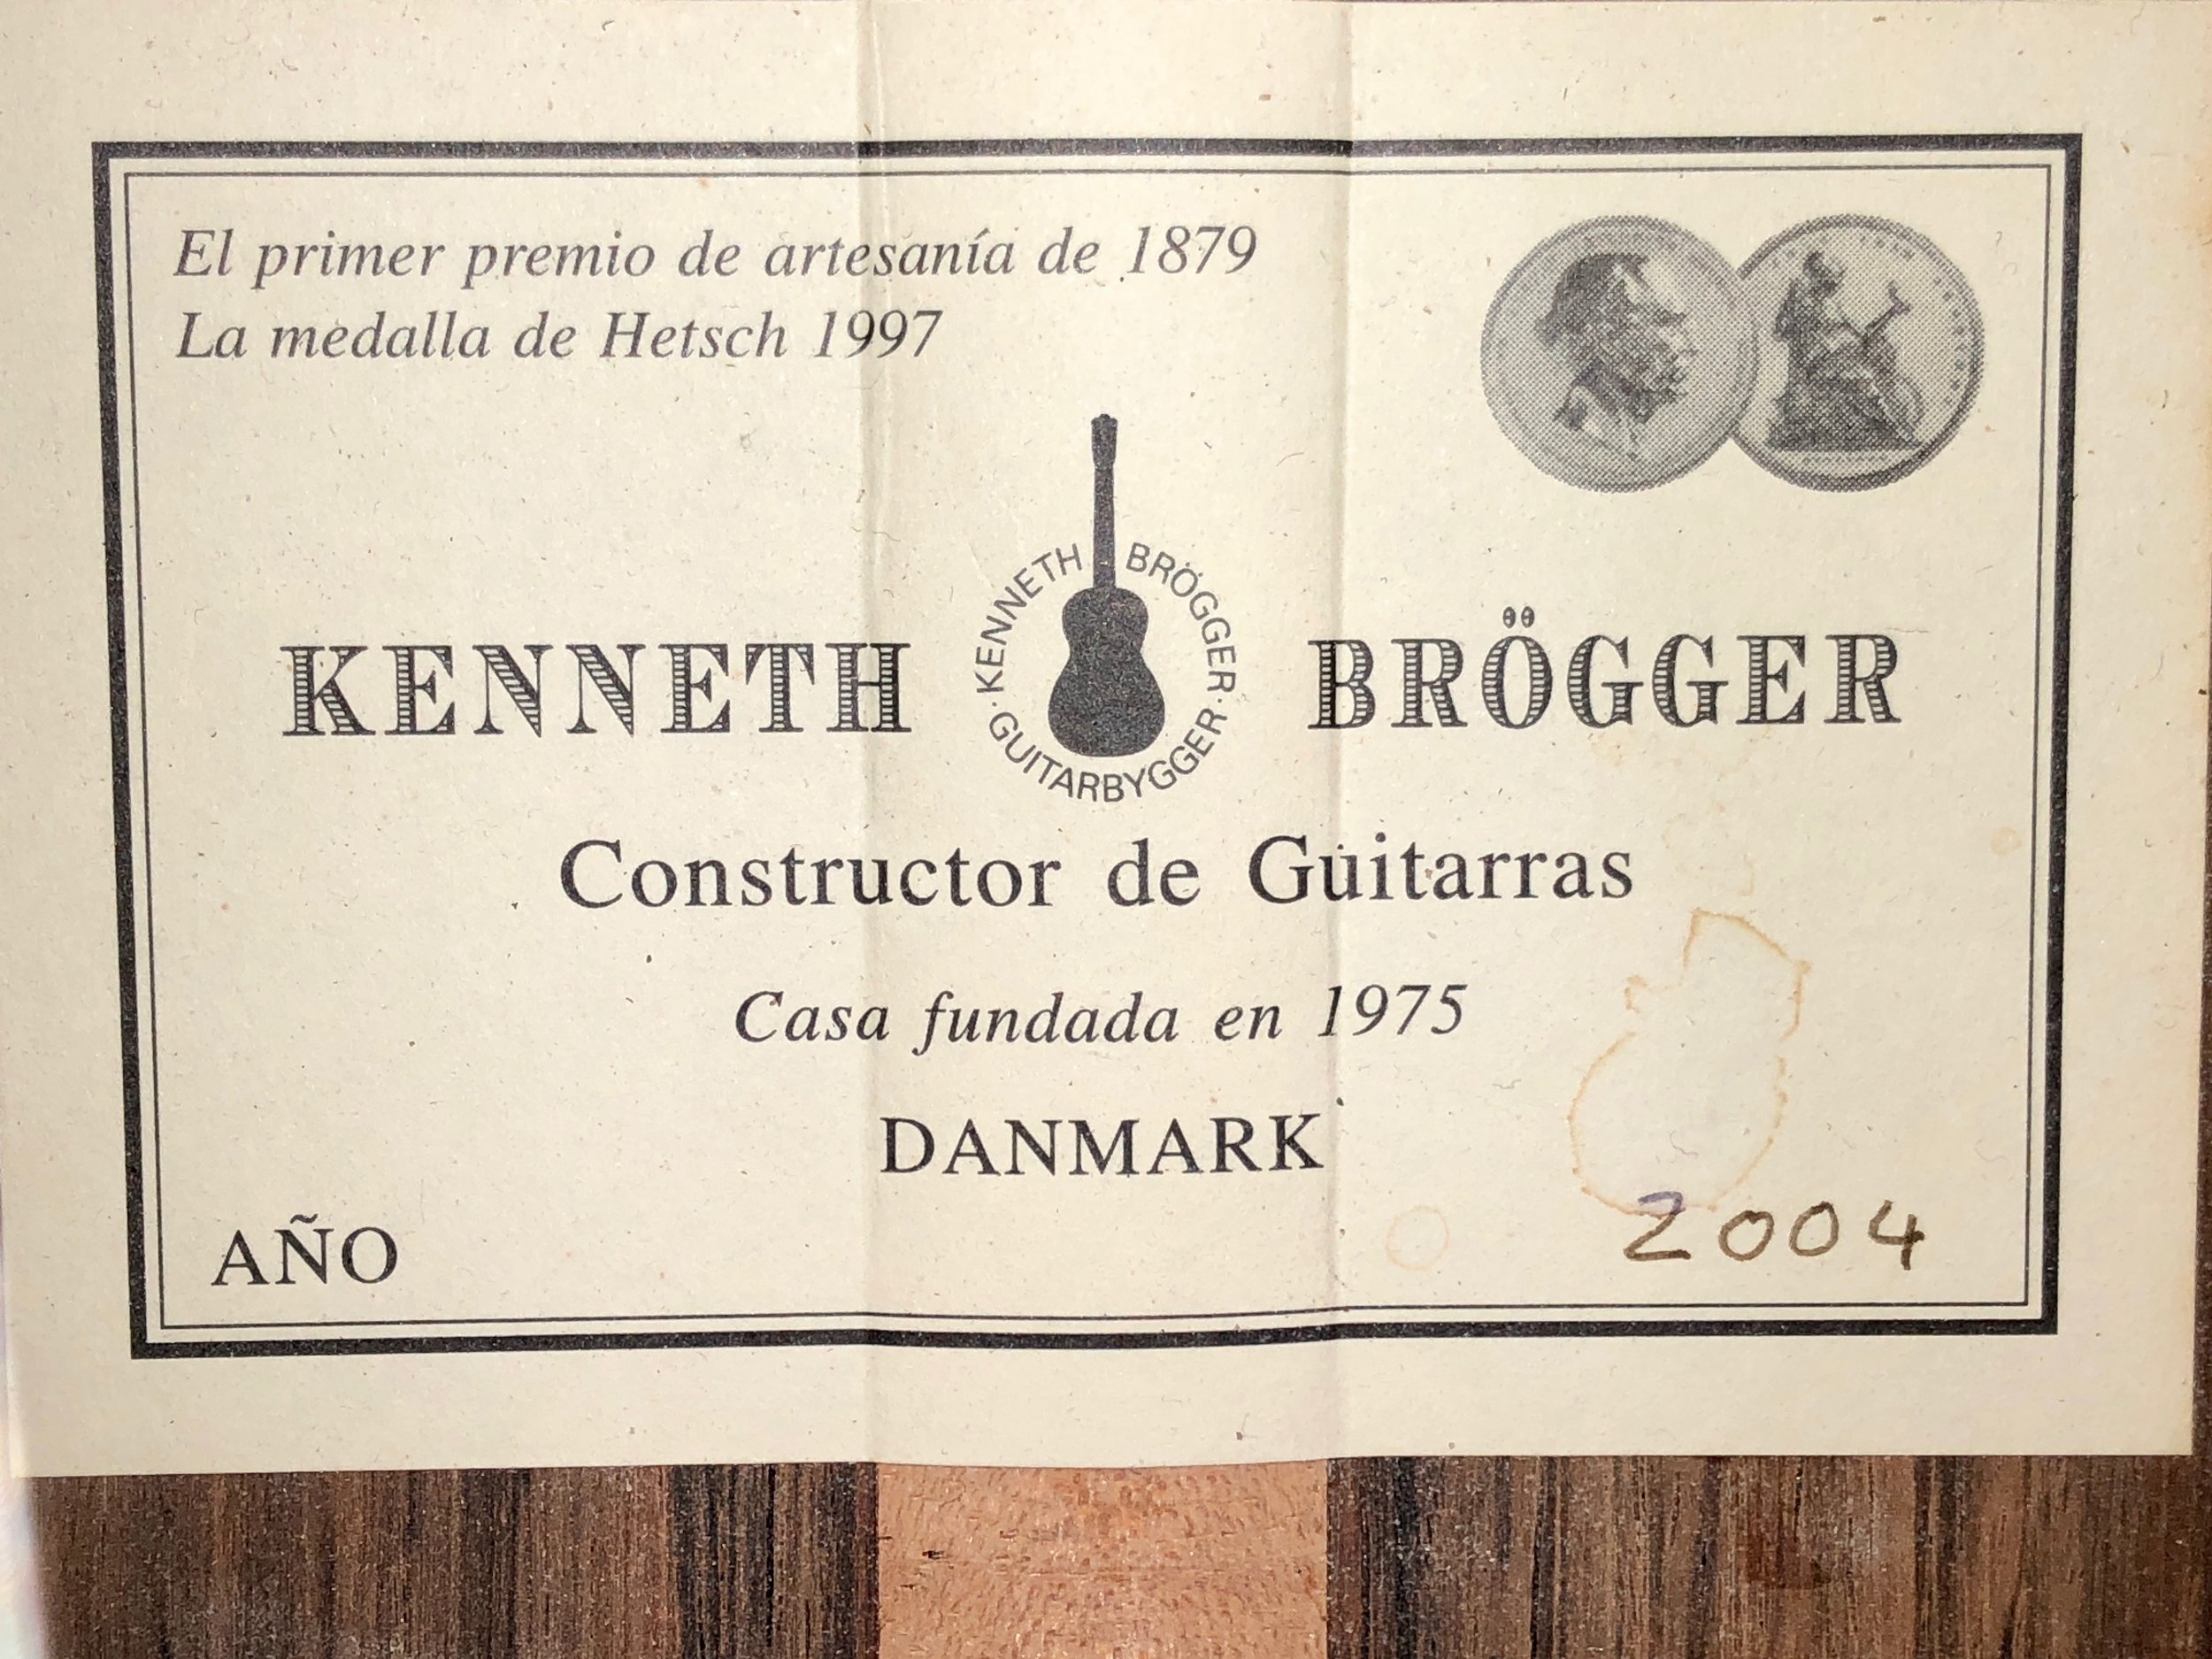 El primer premio de artesanía de 1879
La medalla de Hetsch 1997
KENNETH BRÖGGER
· KENNETH BRÖGGER · GUITARBYGGER
Constructor de Guitarras
Casa fundada en 1975
DANMARK
AÑO 2004